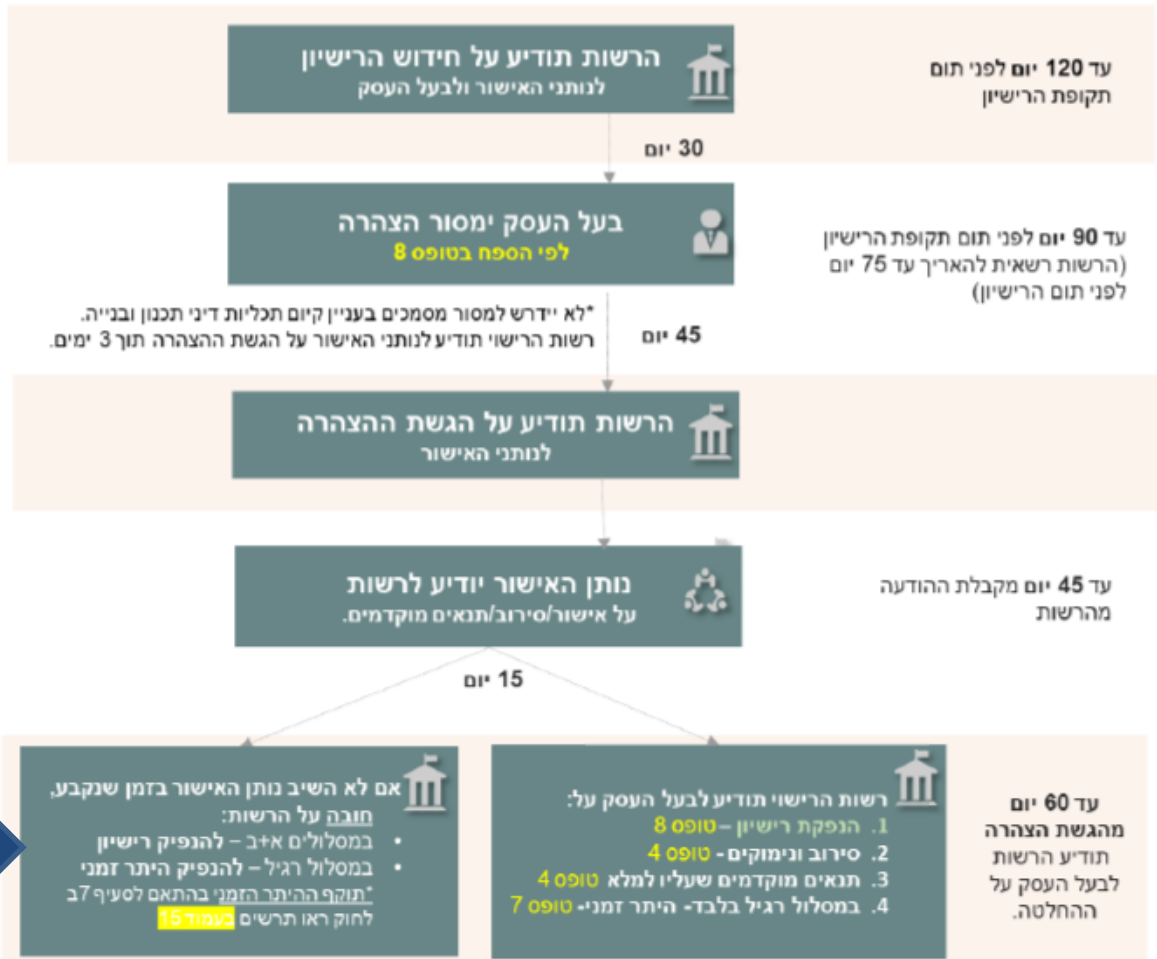 הרשות תודיע על חידוש הרישיון
לנותני האישור ולבעל העסק
עד 120 יום לפני תום
תקופת הרישיון
30 יום
בעל העסק ימסור הצהרה
לפי הספח בטופס 8
עד 90 יום לפני תום תקופת הרישיון
(הרשות רשאית להאריך עד 75 יום
לפני תום הרישיון)
*לא יידרש למסור מסמכים בעניין קיום תכליות דיני תכנון ובנייה.
רשות הרישוי תודיע לנותני האישור על הגשת ההצהרה תוך 3 ימים.
45 יום
הרשות תודיע על הגשת ההצהרה
לנותני האישור
נותן האישור יודיע לרשות
על אישור/סירוב/תנאים מוקדמים.
עד 45 יום מקבלת ההודעה
מהרשות
15 יום
עד 60 יום
מהגשת הצהרה
תודיע הרשות
לבעל העסק על
ההחלטה.
רשות הרישוי תודיע לבעל העסק על:
1. הנפקת רישיון –טופס 8
2. סירוב ונימוקים- טופס 4
3. תנאים מוקדמים שעליו למלא טופס 4
4. במסלול רגיל בלבד- היתר זמני- טופס 7
אם לא השיב נותן האישור בזמן שנקבע,
חובה על הרשות:
• במסלולים א+ב – להנפיק רישיון
• במסלול רגיל – להנפיק היתר זמני
*תוקף ההיתר הזמני בהתאם לסעיף 7ב
לחוק ראו תרשים בעמוד 15